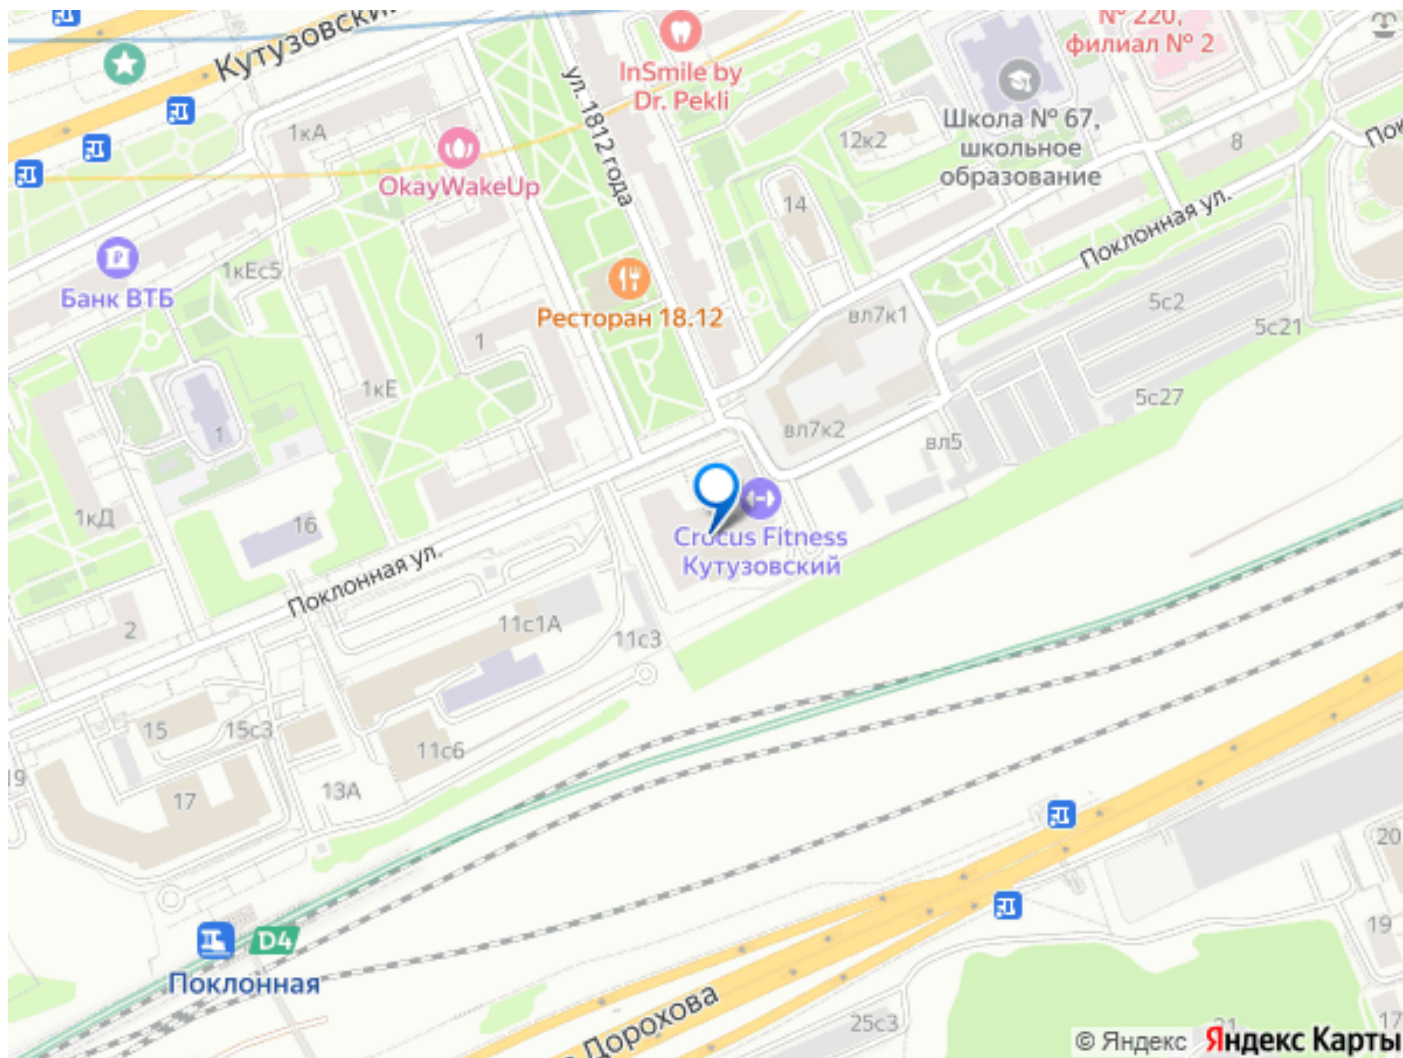 Кутузовский
№ 220,
филиал № 2
InSmile by
Dr. Pekli
ул. 1812 года
Школа № 67,
школьное
образование
12к2
8
1кА
OkayWakeUp
14
Поклонная ул.
Банк ВТБ
1кЕс5
Ресторан 18.12
вл7к1
5с2
5с21
1
1кЕ
5с27
1
вл7к2
вл5
1кД
16
Crocus Fitness
Кутузовский
Поклонная ул.
2
11с1А
11с3
15
15с3
11с6
19
17
13А
20
D4
Поклонная
19
Дорохова
25с3
17
21
© Яндекс Яндекс Карты